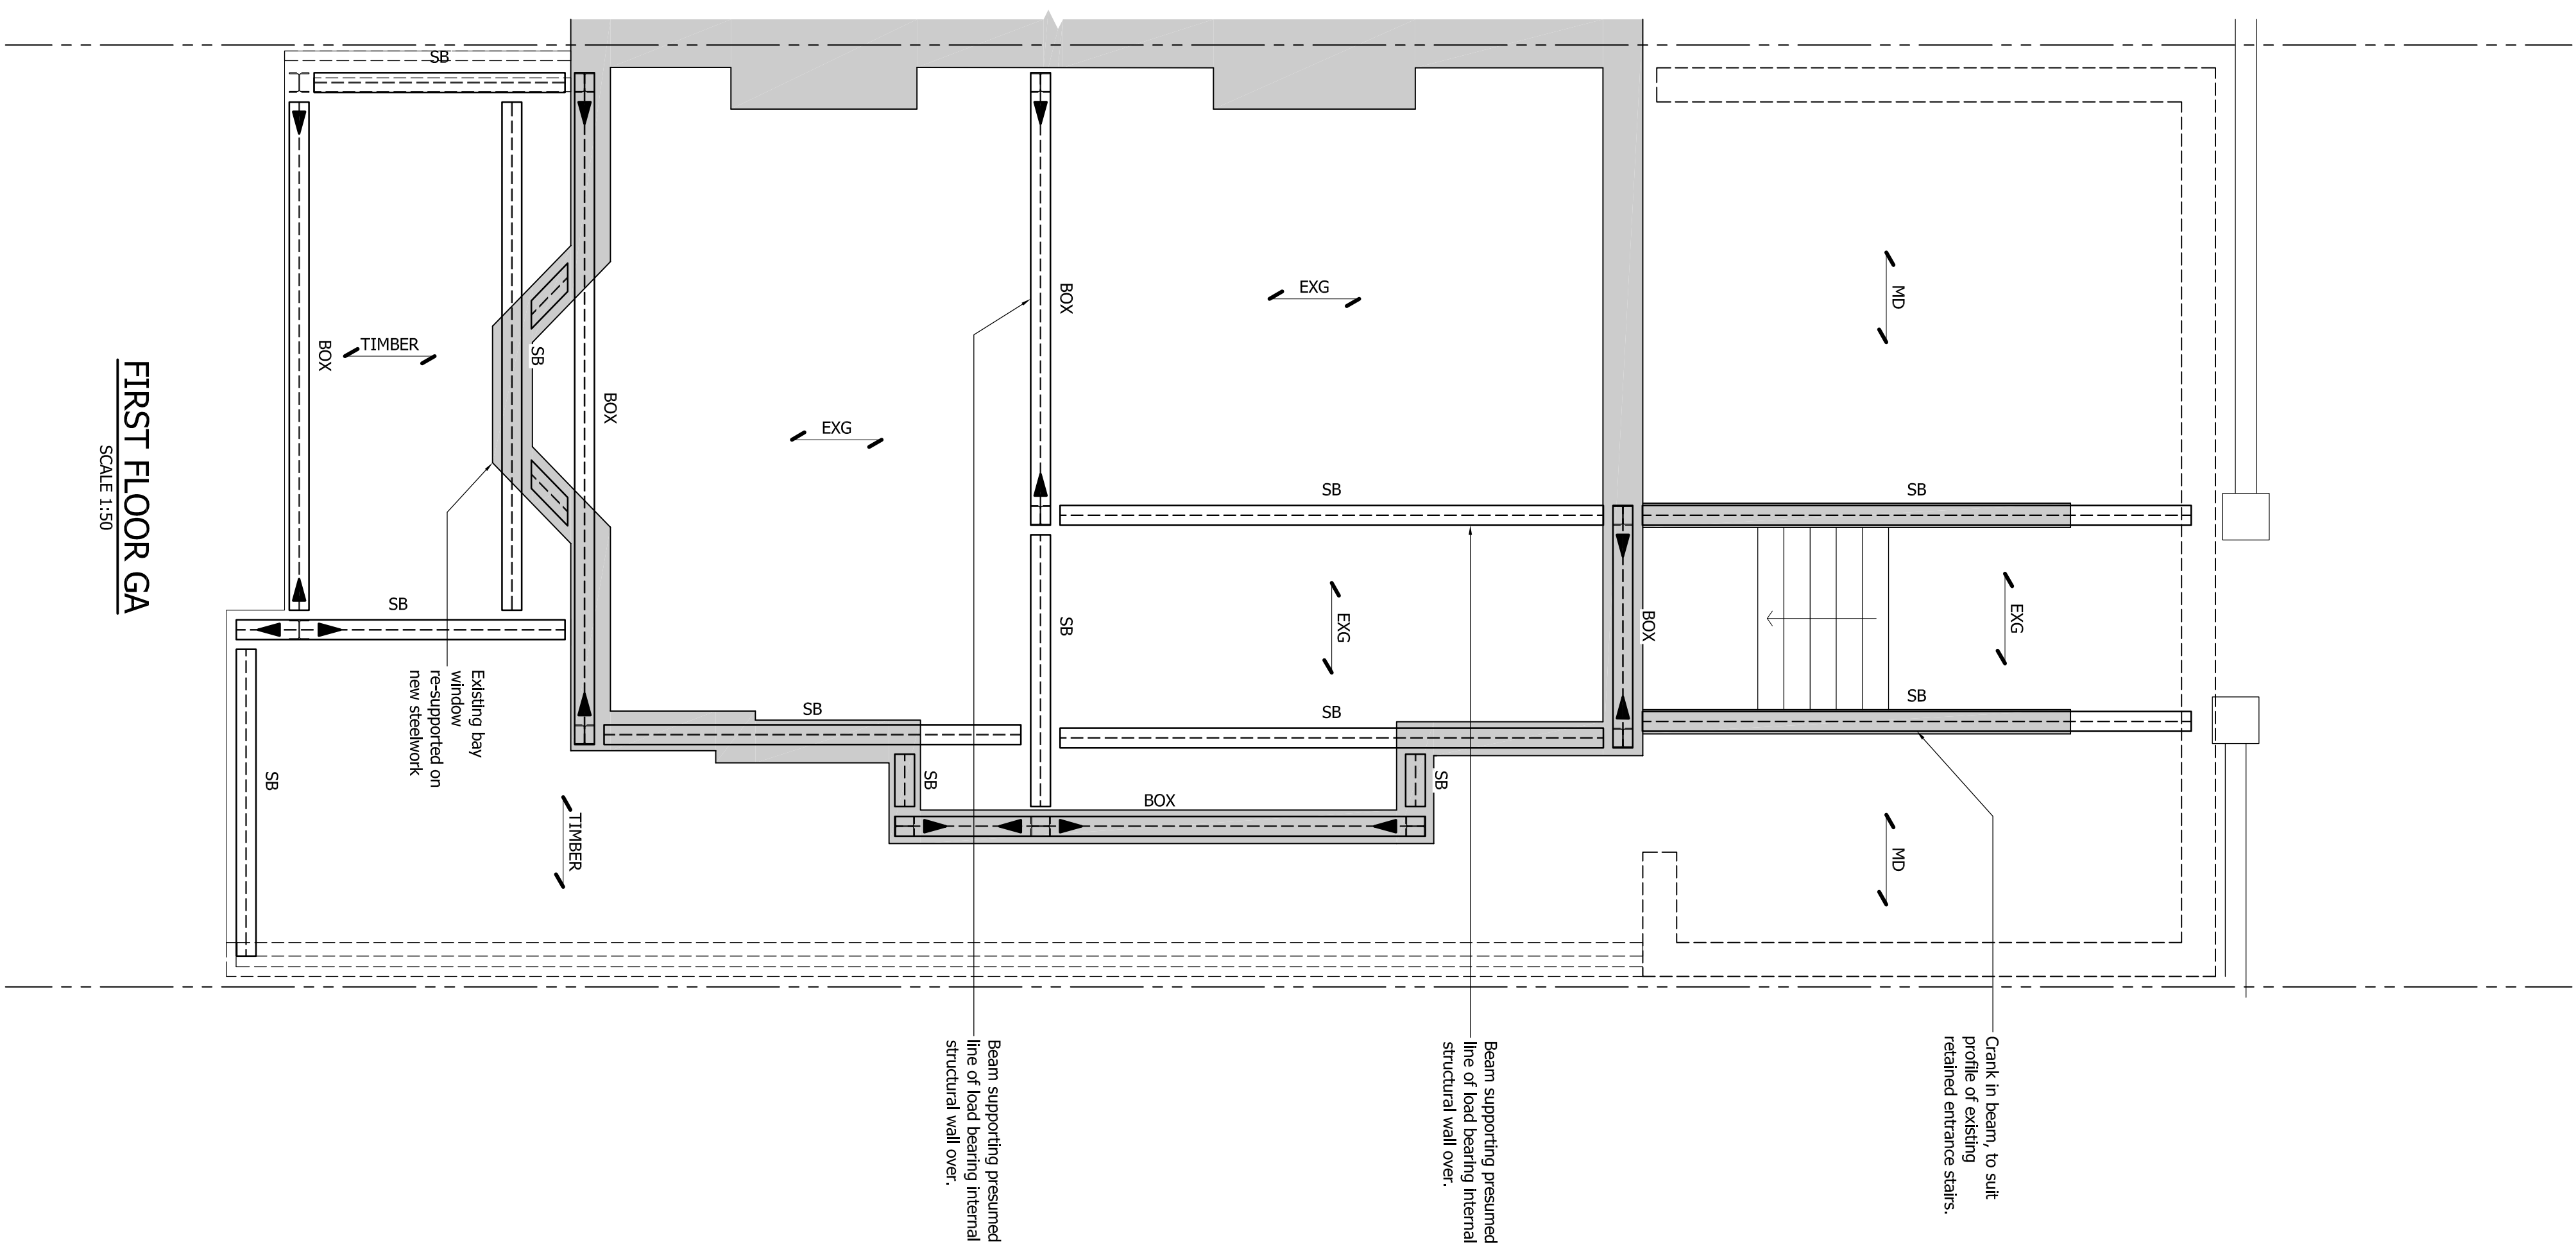 FIRST FLOOR GA
SCALE 1:50
SB
BOX
TIMBER
SB
SB
SB
TIMBER
Existing bay
window
re-supported on
new steelwork
BOX
EXG
SB
SB
BOX
SB
BOX
EXG
SB
EXG
SB
SB
BOX
Beam supporting presumed
line of load bearing internal
structural wall over.
Beam supporting presumed
line of load bearing internal
structural wall over.
MD
SB
EXG
SB
MD
Crank in beam, to suit
profile of existing
retained entrance stairs.